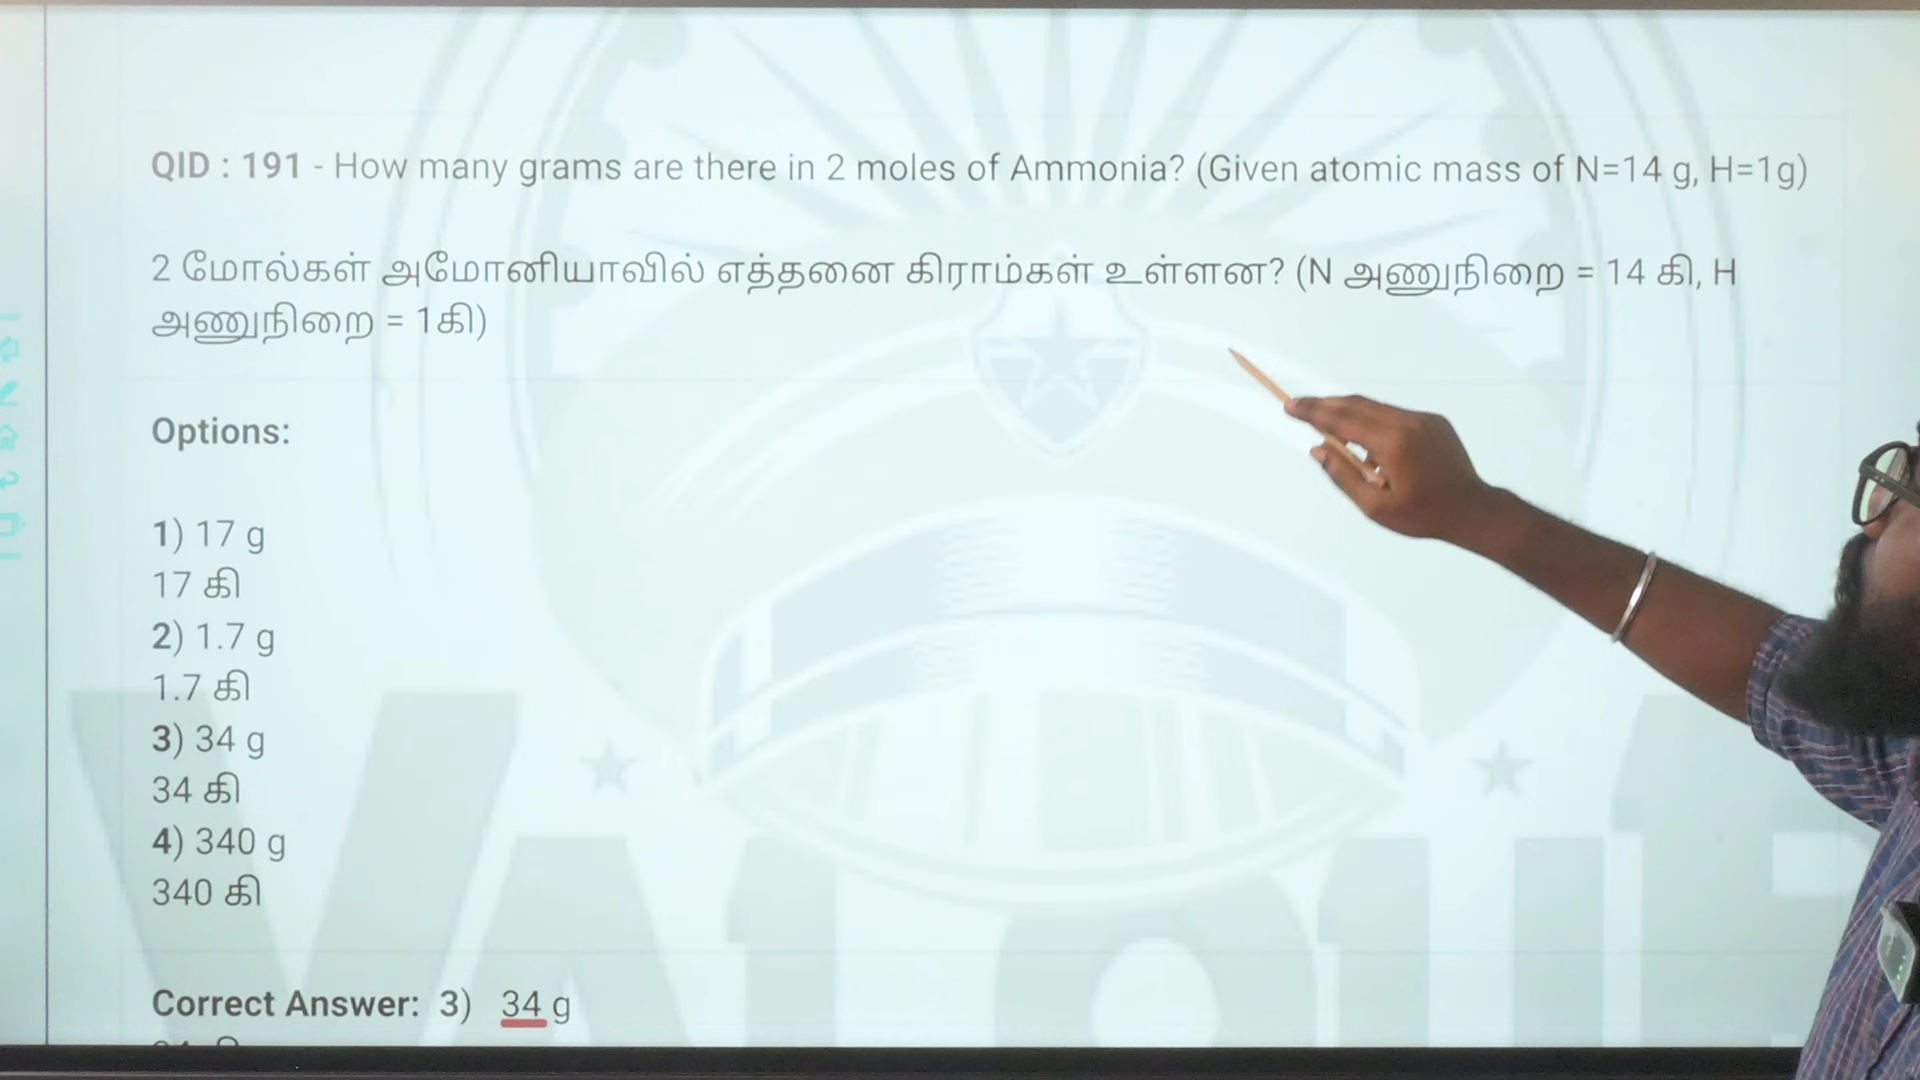 QID : 191 - How many grams are there in 2 moles of Ammonia? (Given atomic mass of N=14 g, H=1g)
2 மோல்கள் அமோனியாவில் எத்தனை கிராம்கள் உள்ளன? (N அணுநிறை = 14 கி, H
அணுநிறை = 1கி)
Options:
1) 17 g
17 கி
2) 1.7 g
1.7 கி
3) 34 g
34 கி
4) 340 g
340 கி
Correct Answer: 3) 34 g